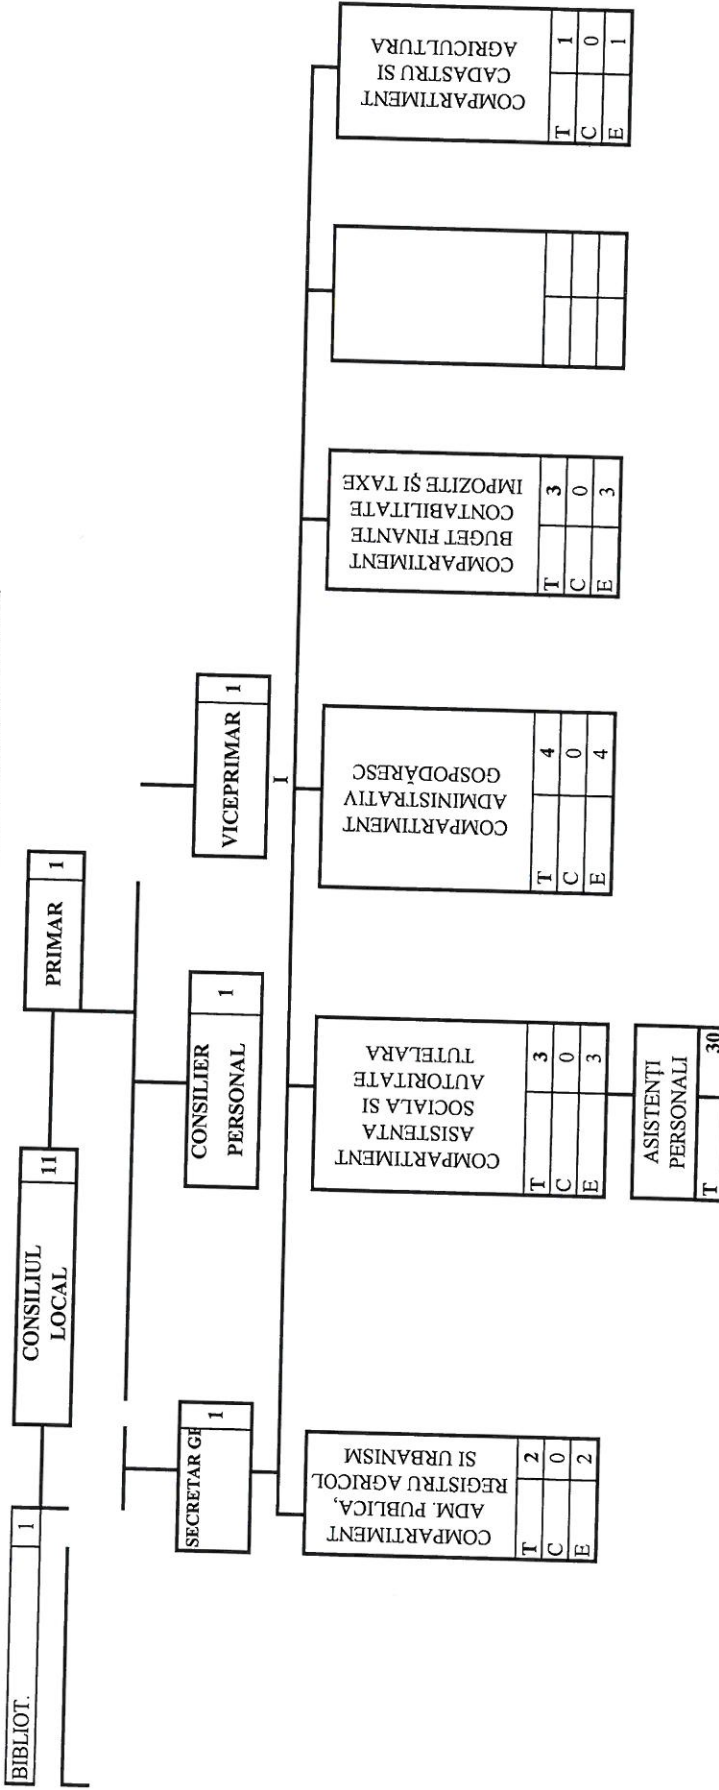 BIBLIOT. 1
CONSILIUL
LOCAL
11
PRIMAR 1
SECRETAR GE
1
CONSILIER
PERSONAL
1
VICEPRIMAR 1
I
COMPARTIMENT
ADM. PUBLICA,
REGISTRU AGRICOL
SI URBANISM
T 2
C 0
E 2
COMPARTIMENT
ASISTENTA
SOCIALA SI
AUTORITATE
TUTELARA
T 3
C 0
E 3
ASISTENȚI
PERSONALI
T 30
COMPARTIMENT
ADMINISTRATIV
GOSPODĂRESC
T 4
C 0
E 4
COMPARTIMENT
BUGET FINANTE
CONTABILITATE
IMPOZITE ȘI TAXE
T 3
C 0
E 3
COMPARTIMENT
CADASTRU SI
AGRICULTURA
T 1
C 0
E 1